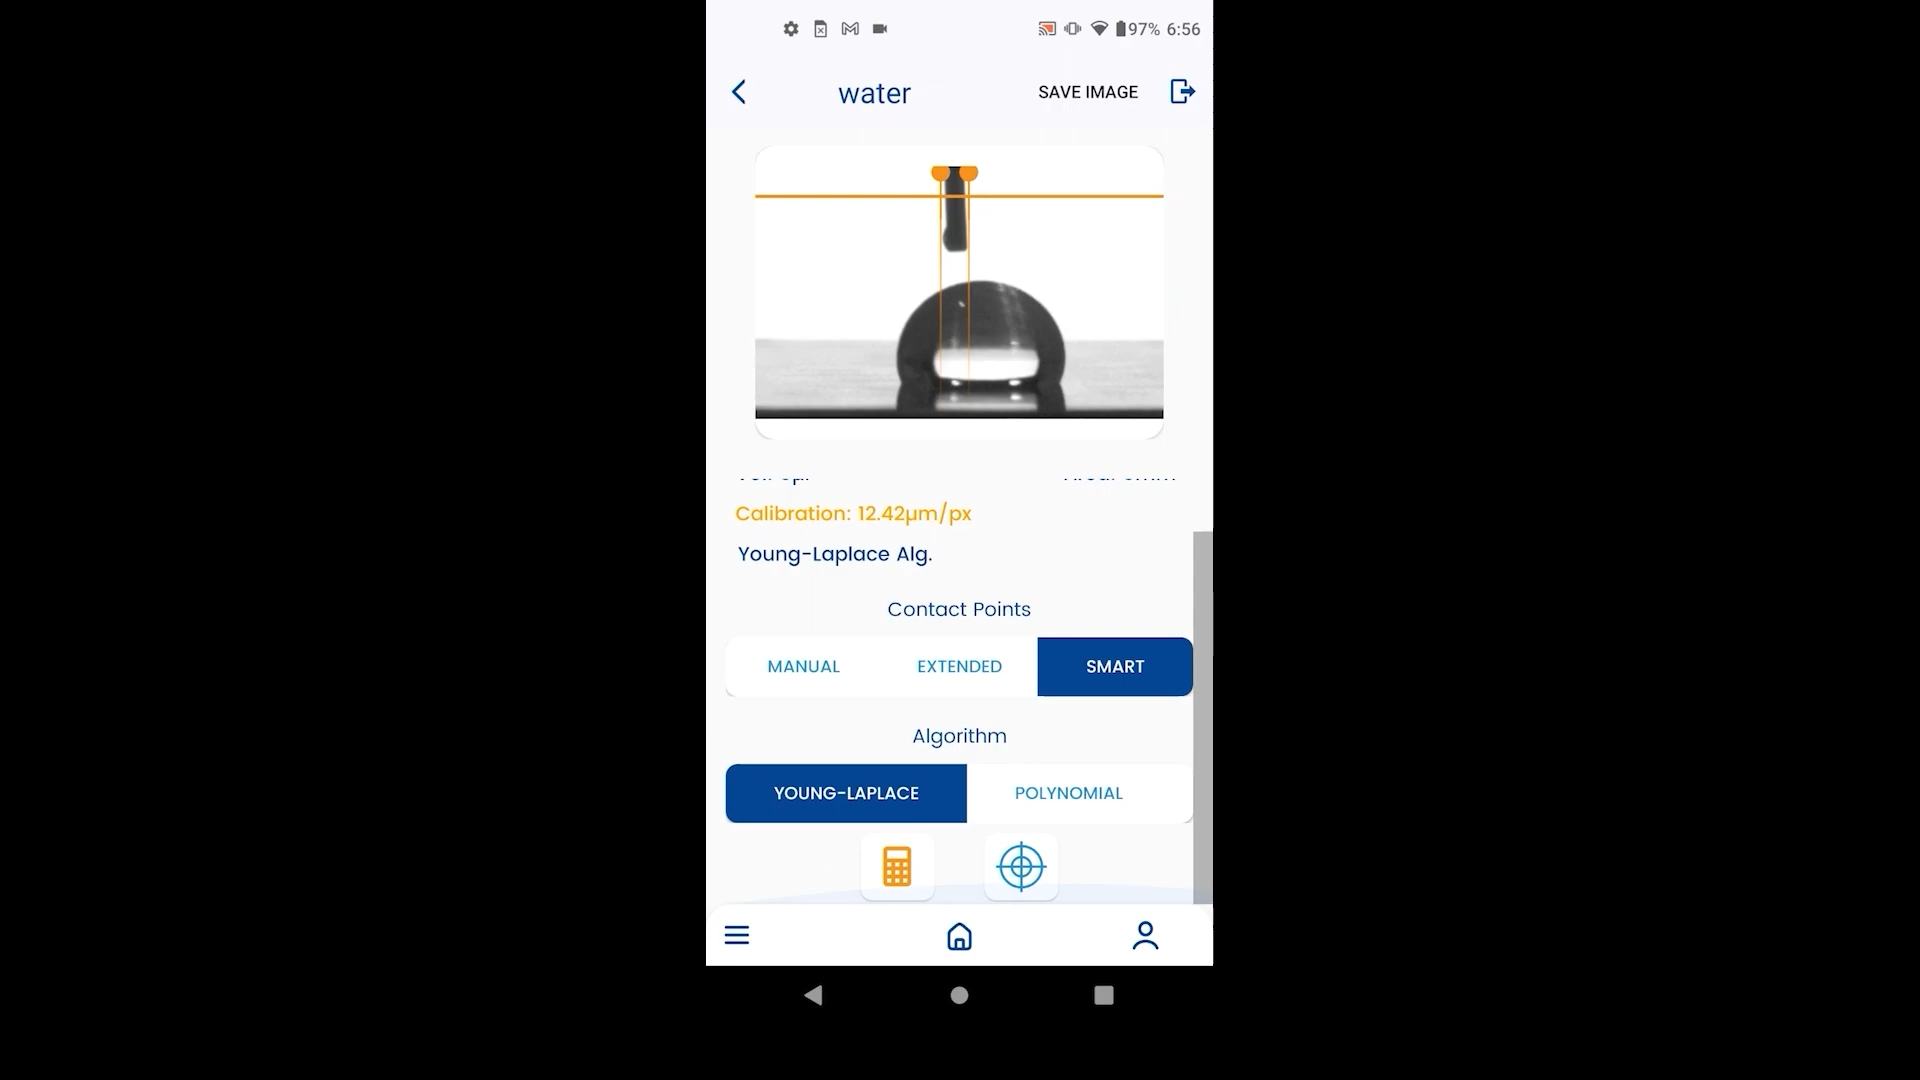 97% 6:56
water
SAVE IMAGE
Calibration: 12.42µm/px
Young-Laplace Alg.
Contact Points
MANUAL EXTENDED SMART
Algorithm
YOUNG-LAPLACE POLYNOMIAL